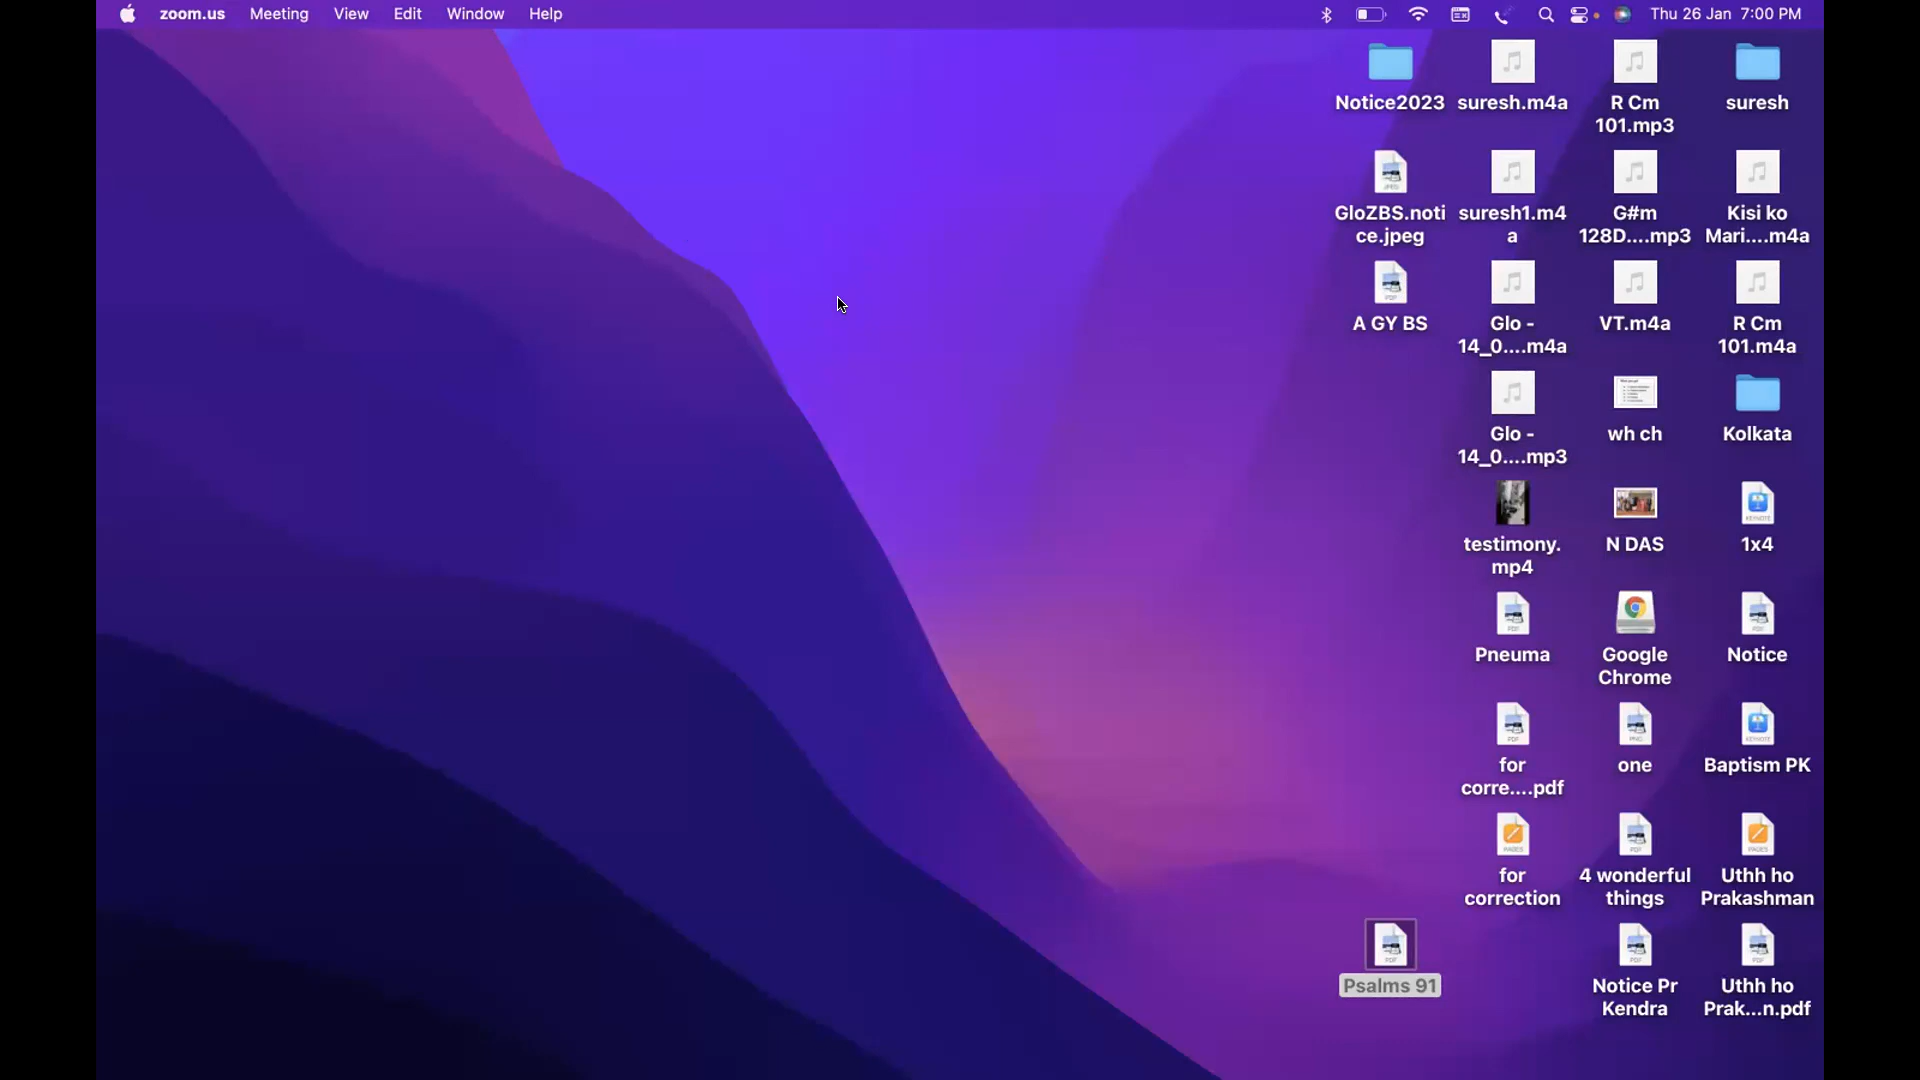 zoom.us Meeting View Edit Window Help Thu 26 Jan 7:00 PM
Notice2023
suresh.m4a
R Cm
101.mp3
suresh
GloZBS.noti
ce.jpeg
suresh1.m4
a
G#m
128D....mp3
Kisi ko
Mari....m4a
A GY BS
Glo -
14_0....m4a
VT.m4a
R Cm
101.m4a
Glo -
14_0....mp3
wh ch
Kolkata
testimony.
mp4
N DAS
1x4
Pneuma
Google
Chrome
Notice
for
corre....pdf
one
Baptism PK
for
correction
4 wonderful
things
Uthh ho
Prakashman
Psalms 91
Notice Pr
Kendra
Uthh ho
Prak...n.pdf